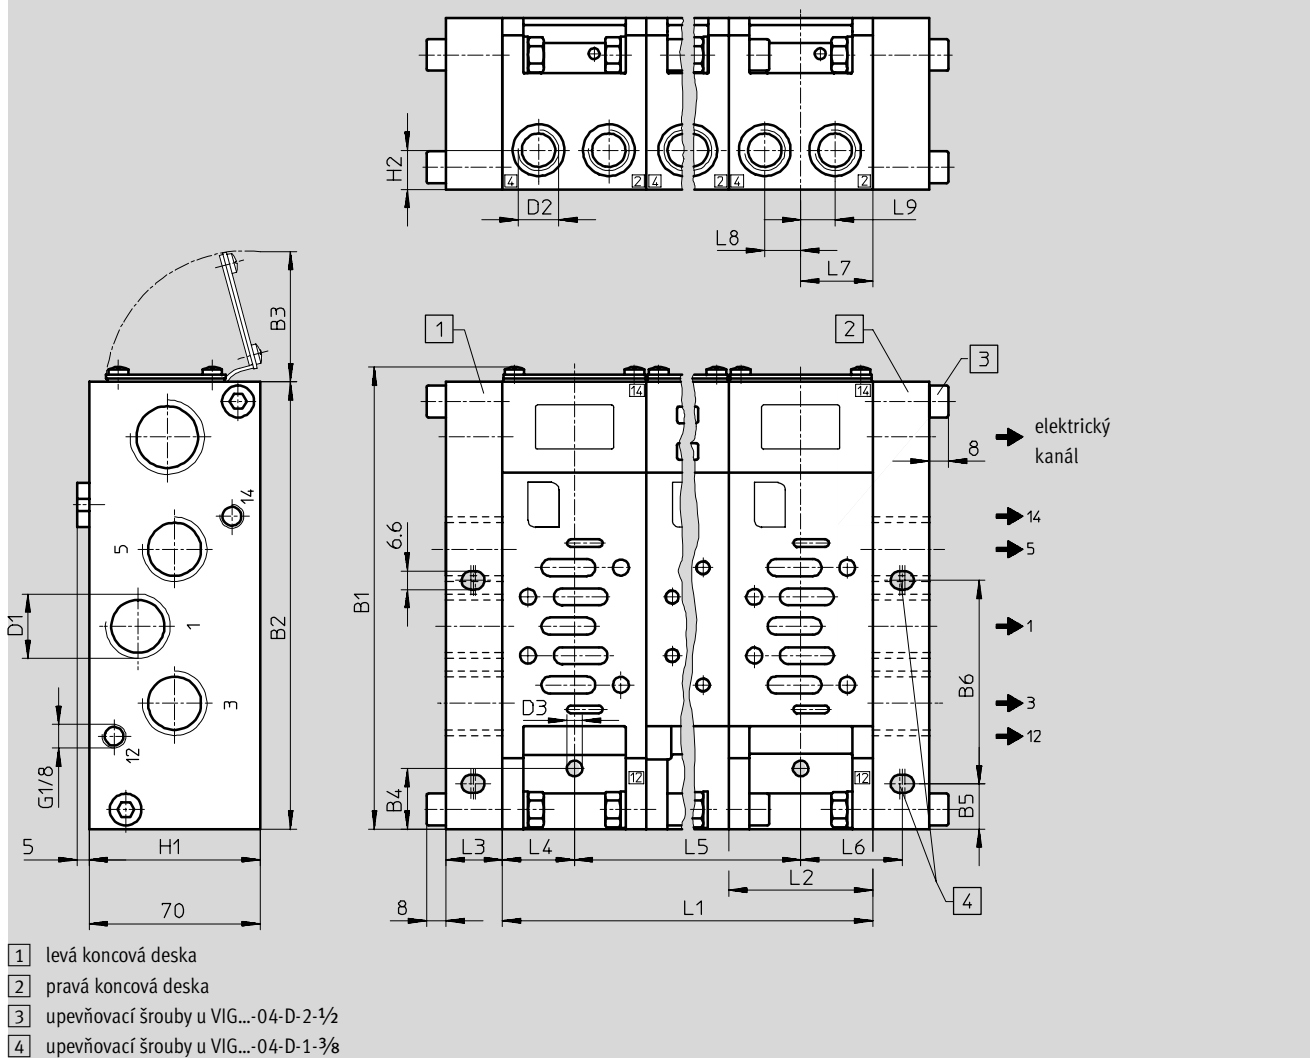 H2
4
2
4
2
4
2
D2
L9
L8
L7
B3
1
2
3
14
14
elektrický
kanál
8
14
5
1
3
12
14
5
1
3
12
D1
G1/8
B2
B1
6.6
D3
B4
12
12
B6
B5
5
H1
70
L3
L4
L5
L6
L2
L1
8
4
1 levá koncová deska
2 pravá koncová deska
3 upevňovací šrouby u VIG...-04-D-2-½
4 upevňovací šrouby u VIG...-04-D-1-⅜